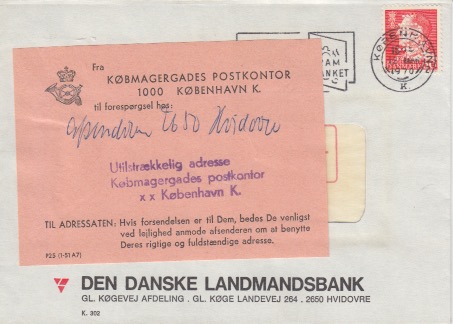 Fra
KØBMAGERGADES POSTKONTOR
1000 KØBENHAVN K.
til forespørgsel hos:
2650 Hvidovre
Utilstrækkelig adresse
Købmagergades postkontor
x x København K.
TIL ADRESSATEN: Hvis forsendelsen er til Dem, bedes De venligst
ved lejlighed anmode afsenderen om at benytte
Deres rigtige og fuldstændige adresse.
P25 (1-51 A7)
KØBENHAVN
1970
K.
DEN DANSKE LANDMANDSBANK
GL. KØGEVEJ AFDELING . GL. KØGE LANDEVEJ 264 . 2650 HVIDOVRE
K. 302